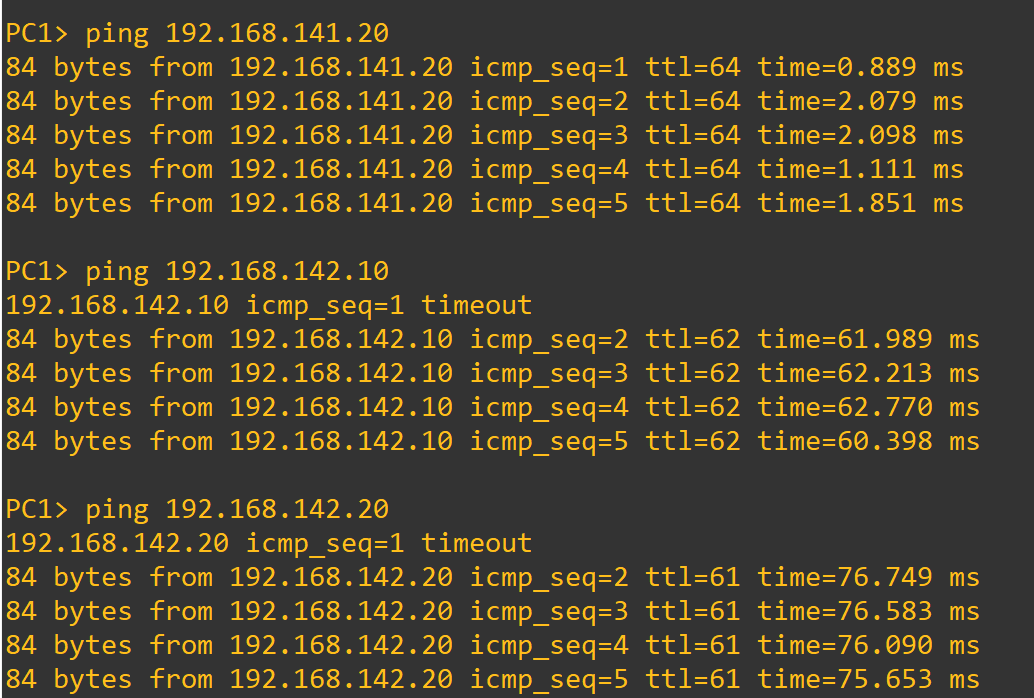 PC1> ping 192.168.141.20
84 bytes from 192.168.141.20 icmp_seq=1 ttl=64 time=0.889 ms
84 bytes from 192.168.141.20 icmp_seq=2 ttl=64 time=2.079 ms
84 bytes from 192.168.141.20 icmp_seq=3 ttl=64 time=2.098 ms
84 bytes from 192.168.141.20 icmp_seq=4 ttl=64 time=1.111 ms
84 bytes from 192.168.141.20 icmp_seq=5 ttl=64 time=1.851 ms
PC1> ping 192.168.142.10
192.168.142.10 icmp_seq=1 timeout
84 bytes from 192.168.142.10 icmp_seq=2 ttl=62 time=61.989 ms
84 bytes from 192.168.142.10 icmp_seq=3 ttl=62 time=62.213 ms
84 bytes from 192.168.142.10 icmp_seq=4 ttl=62 time=62.770 ms
84 bytes from 192.168.142.10 icmp_seq=5 ttl=62 time=60.398 ms
PC1> ping 192.168.142.20
192.168.142.20 icmp_seq=1 timeout
84 bytes from 192.168.142.20 icmp_seq=2 ttl=61 time=76.749 ms
84 bytes from 192.168.142.20 icmp_seq=3 ttl=61 time=76.583 ms
84 bytes from 192.168.142.20 icmp_seq=4 ttl=61 time=76.090 ms
84 bytes from 192.168.142.20 icmp_seq=5 ttl=61 time=75.653 ms